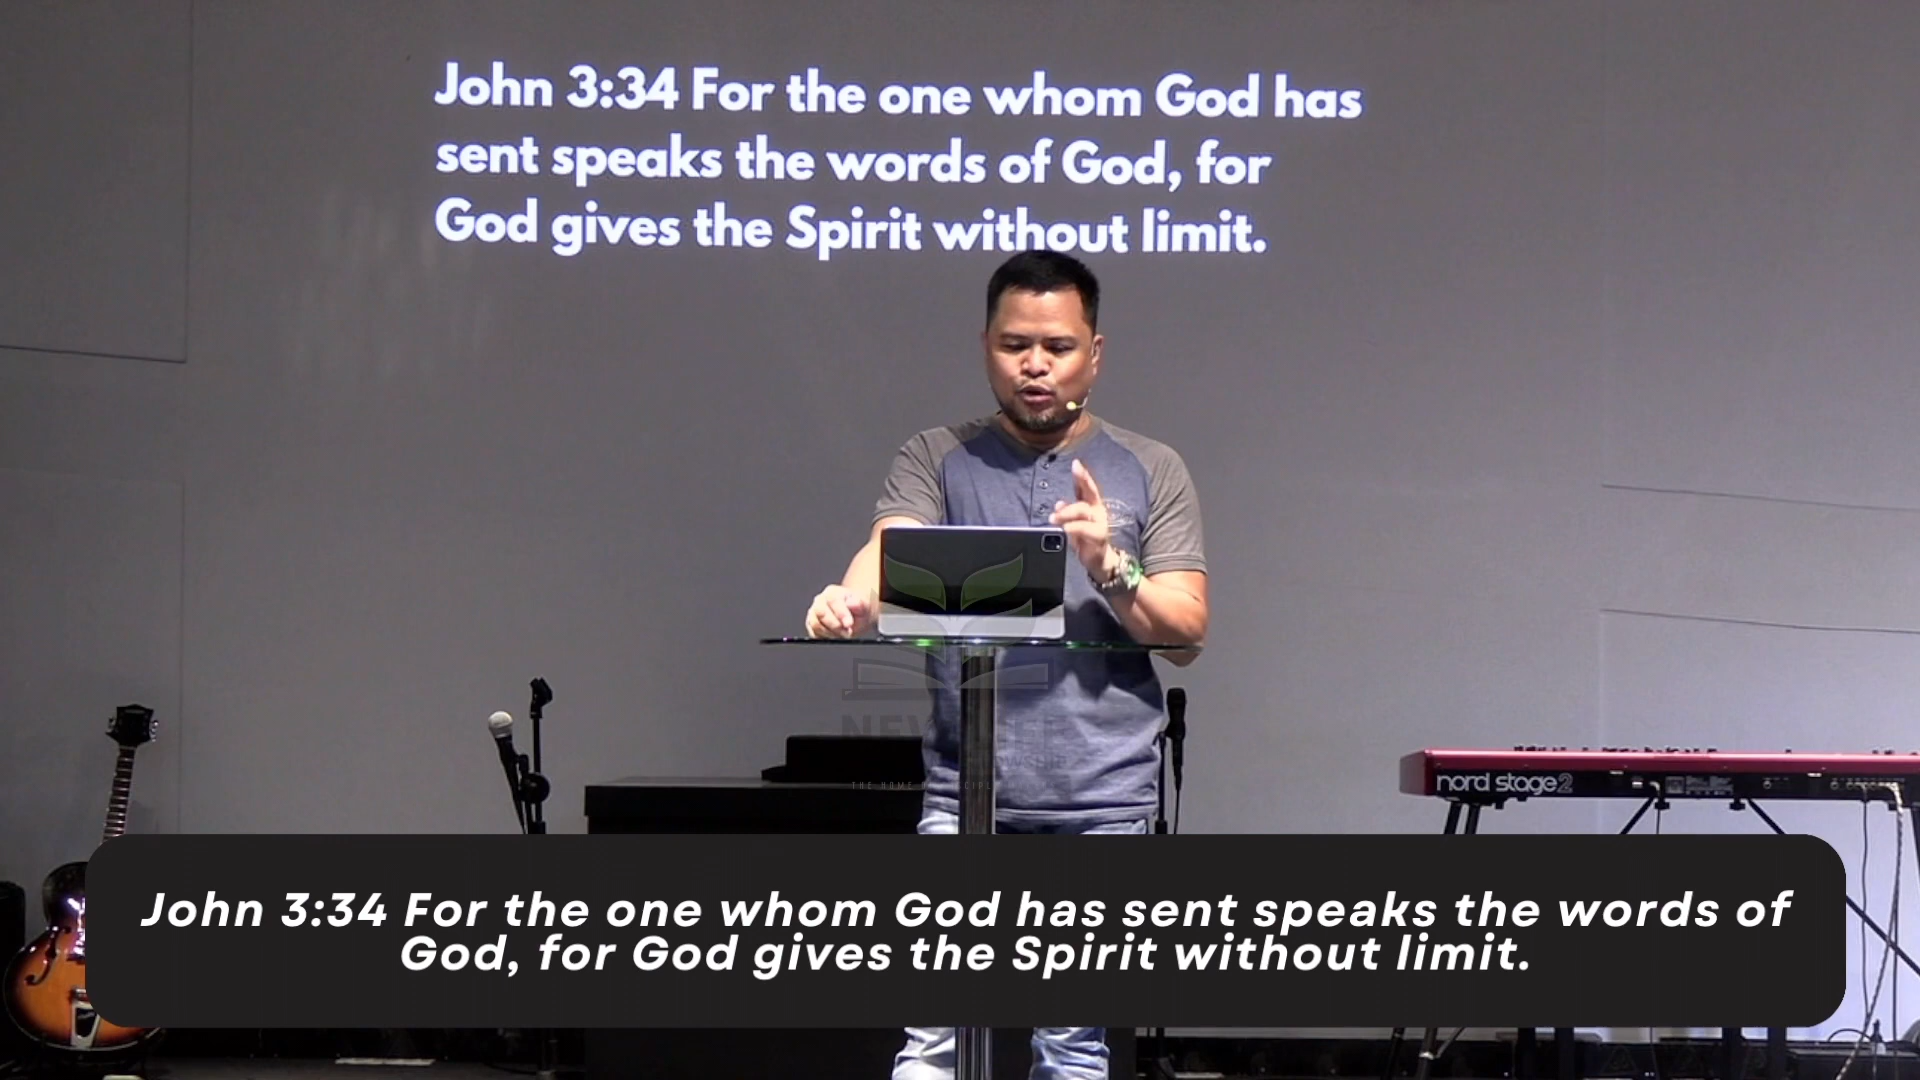 John 3:34 For the one whom God has
sent speaks the words of God, for
God gives the Spirit without limit.
nord stage2
John 3:34 For the one whom God has sent speaks the words of
God, for God gives the Spirit without limit.